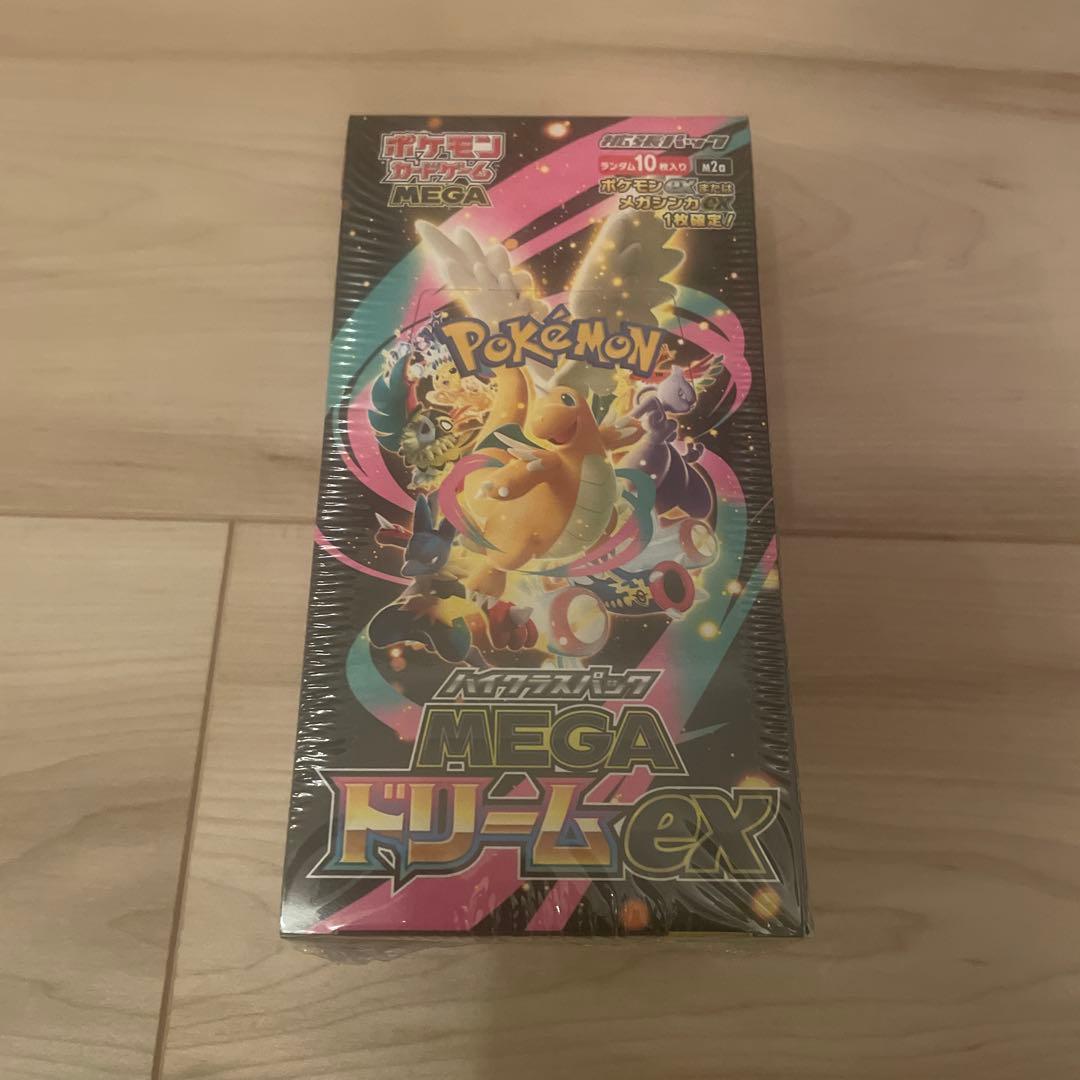 ポケモン
カードゲーム
MEGA
拡張パック
ランダム10枚入り M2a
ポケモンexまたは
メガシンカex
1枚確定!
POKéMON
ハイクラスパック
MEGA
ドリームex